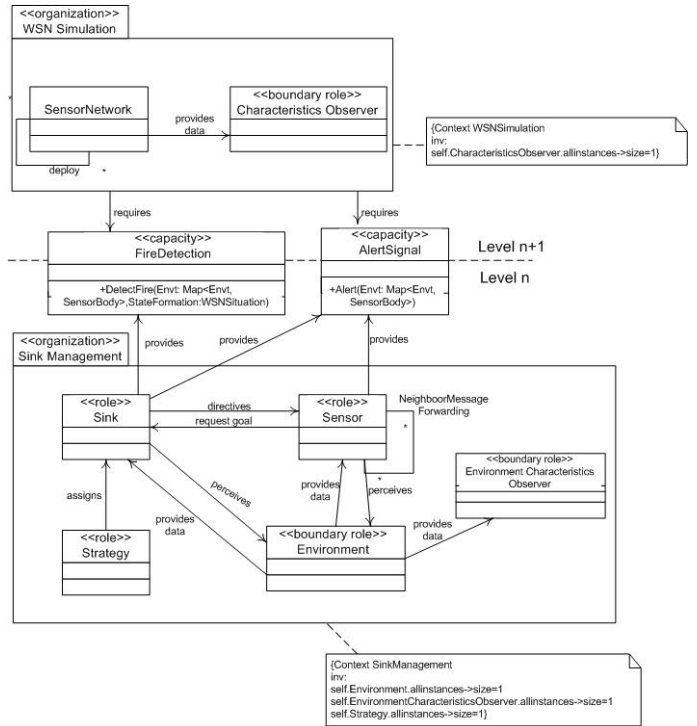 <<organization>>
WSN Simulation
SensorNetwork
<<boundary role>>
Characteristics Observer
provides
data
*
deploy
*
{Context WSNSimulation
inv:
self.CharacteristicsObserver.allinstances->size=1}
requires
requires
<<capacity>>
FireDetection
+DetectFire(Envt: Map<Envt,
SensorBody>,StateFormation:WSNSituation)
<<capacity>>
AlertSignal
+Alert(Envt: Map<Envt,
SensorBody>)
Level n+1
Level n
<<organization>>
Sink Management
provides
provides
provides
<<role>>
Sink
directives
request goal
<<role>>
Sensor
NeighboorMessage
Forwarding
*
*
assigns
perceives
provides
data
provides
data
perceives
<<boundary role>>
Environment Characteristics
Observer
<<role>>
Strategy
<<boundary role>>
Environment
provides
data
{Context SinkManagement
inv:
self.Environment.allinstances->size=1
self.EnvironmentCharacteristicsObserver.allinstances->size=1
self.Strategy.allinstances->size=1}